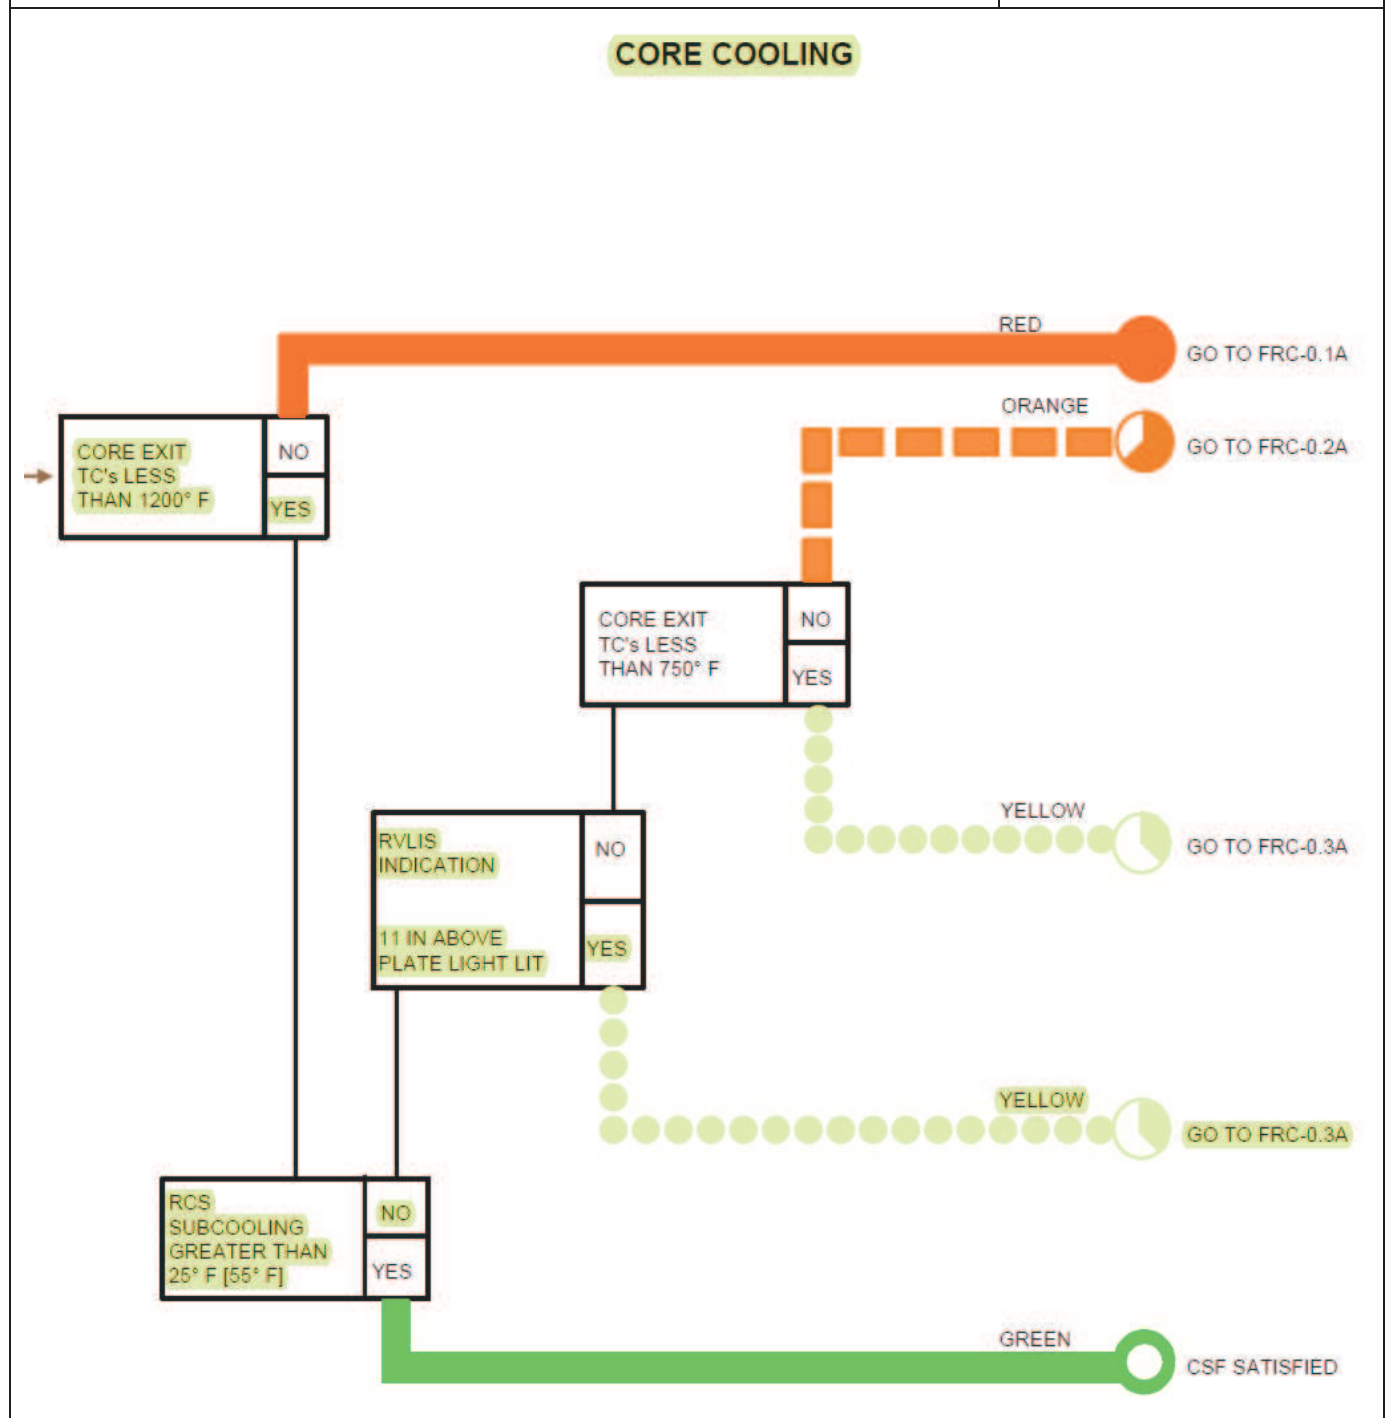 CORE COOLING
RED
GO TO FRC-0.1A
ORANGE
GO TO FRC-0.2A
CORE EXIT
TC's LESS
THAN 1200° F
NO
YES
CORE EXIT
TC's LESS
THAN 750° F
NO
YES
YELLOW
GO TO FRC-0.3A
RVLIS
INDICATION
11 IN ABOVE
PLATE LIGHT LIT
NO
YES
YELLOW
GO TO FRC-0.3A
RCS
SUBCOOLING
GREATER THAN
25° F [55° F]
NO
YES
GREEN
CSF SATISFIED